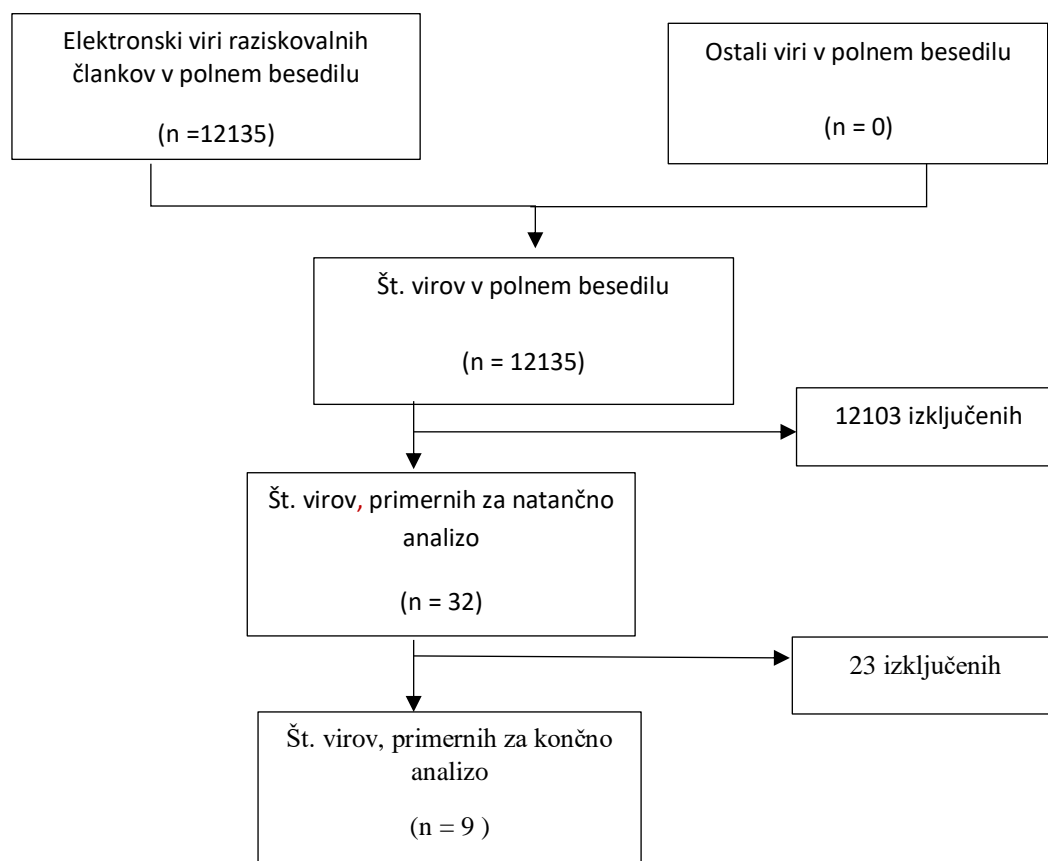 Elektronski viri raziskovalnih
člankov v polnem besedilu
(n =12135)
Ostali viri v polnem besedilu
(n = 0)
Št. virov v polnem besedilu
(n = 12135)
12103 izključenih
Št. virov, primernih za natančno
analizo
(n = 32)
23 izključenih
Št. virov, primernih za končno
analizo
(n = 9 )